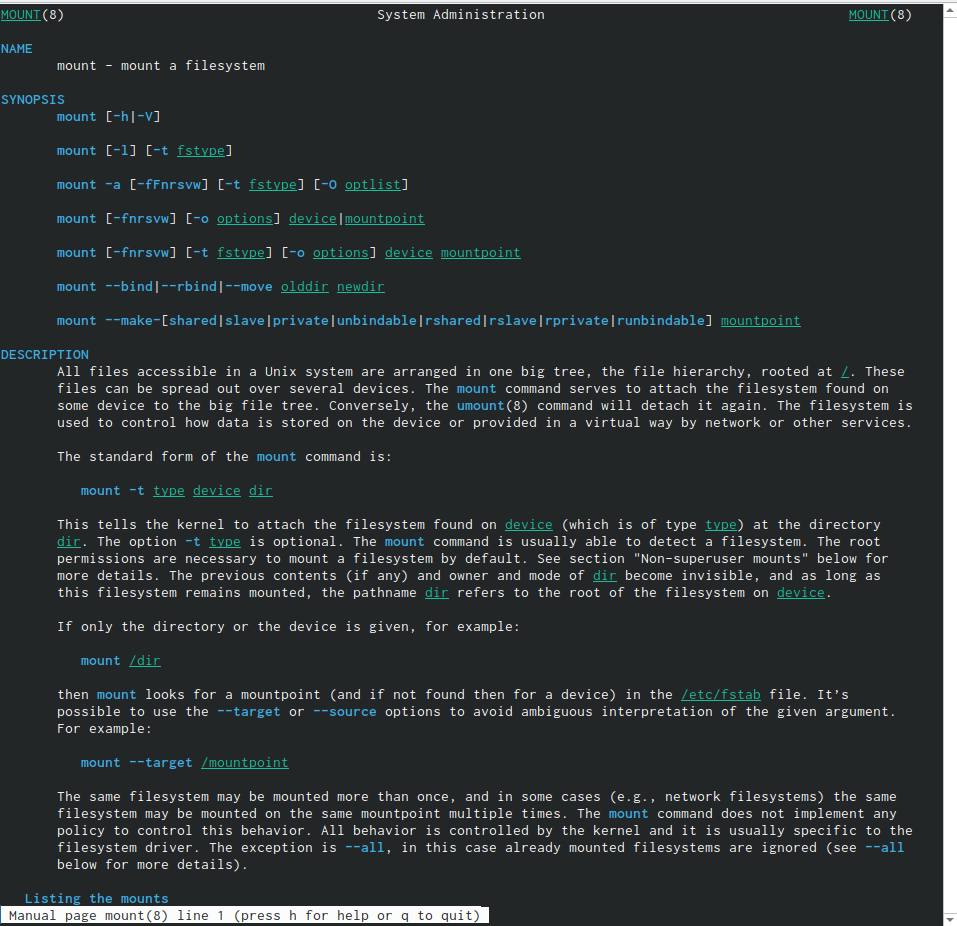 MOUNT(8) System Administration MOUNT(8)
NAME
mount - mount a filesystem
SYNOPSIS
mount [-h|-V]
mount [-l] [-t fstype]
mount -a [-fFnrsvw] [-t fstype] [-O optlist]
mount [-fnrsvw] [-o options] device|mountpoint
mount [-fnrsvw] [-t fstype] [-o options] device mountpoint
mount --bind|--rbind|--move olddir newdir
mount --make-[shared|slave|private|unbindable|rshared|rslave|rprivate|runbindable] mountpoint
DESCRIPTION
All files accessible in a Unix system are arranged in one big tree, the file hierarchy, rooted at /. These
files can be spread out over several devices. The mount command serves to attach the filesystem found on
some device to the big file tree. Conversely, the umount(8) command will detach it again. The filesystem is
used to control how data is stored on the device or provided in a virtual way by network or other services.
The standard form of the mount command is:
mount -t type device dir
This tells the kernel to attach the filesystem found on device (which is of type type) at the directory
dir. The option -t type is optional. The mount command is usually able to detect a filesystem. The root
permissions are necessary to mount a filesystem by default. See section "Non-superuser mounts" below for
more details. The previous contents (if any) and owner and mode of dir become invisible, and as long as
this filesystem remains mounted, the pathname dir refers to the root of the filesystem on device.
If only the directory or the device is given, for example:
mount /dir
then mount looks for a mountpoint (and if not found then for a device) in the /etc/fstab file. It’s
possible to use the --target or --source options to avoid ambiguous interpretation of the given argument.
For example:
mount --target /mountpoint
The same filesystem may be mounted more than once, and in some cases (e.g., network filesystems) the same
filesystem may be mounted on the same mountpoint multiple times. The mount command does not implement any
policy to control this behavior. All behavior is controlled by the kernel and it is usually specific to the
filesystem driver. The exception is --all, in this case already mounted filesystems are ignored (see --all
below for more details).
Listing the mounts
Manual page mount(8) line 1 (press h for help or q to quit)